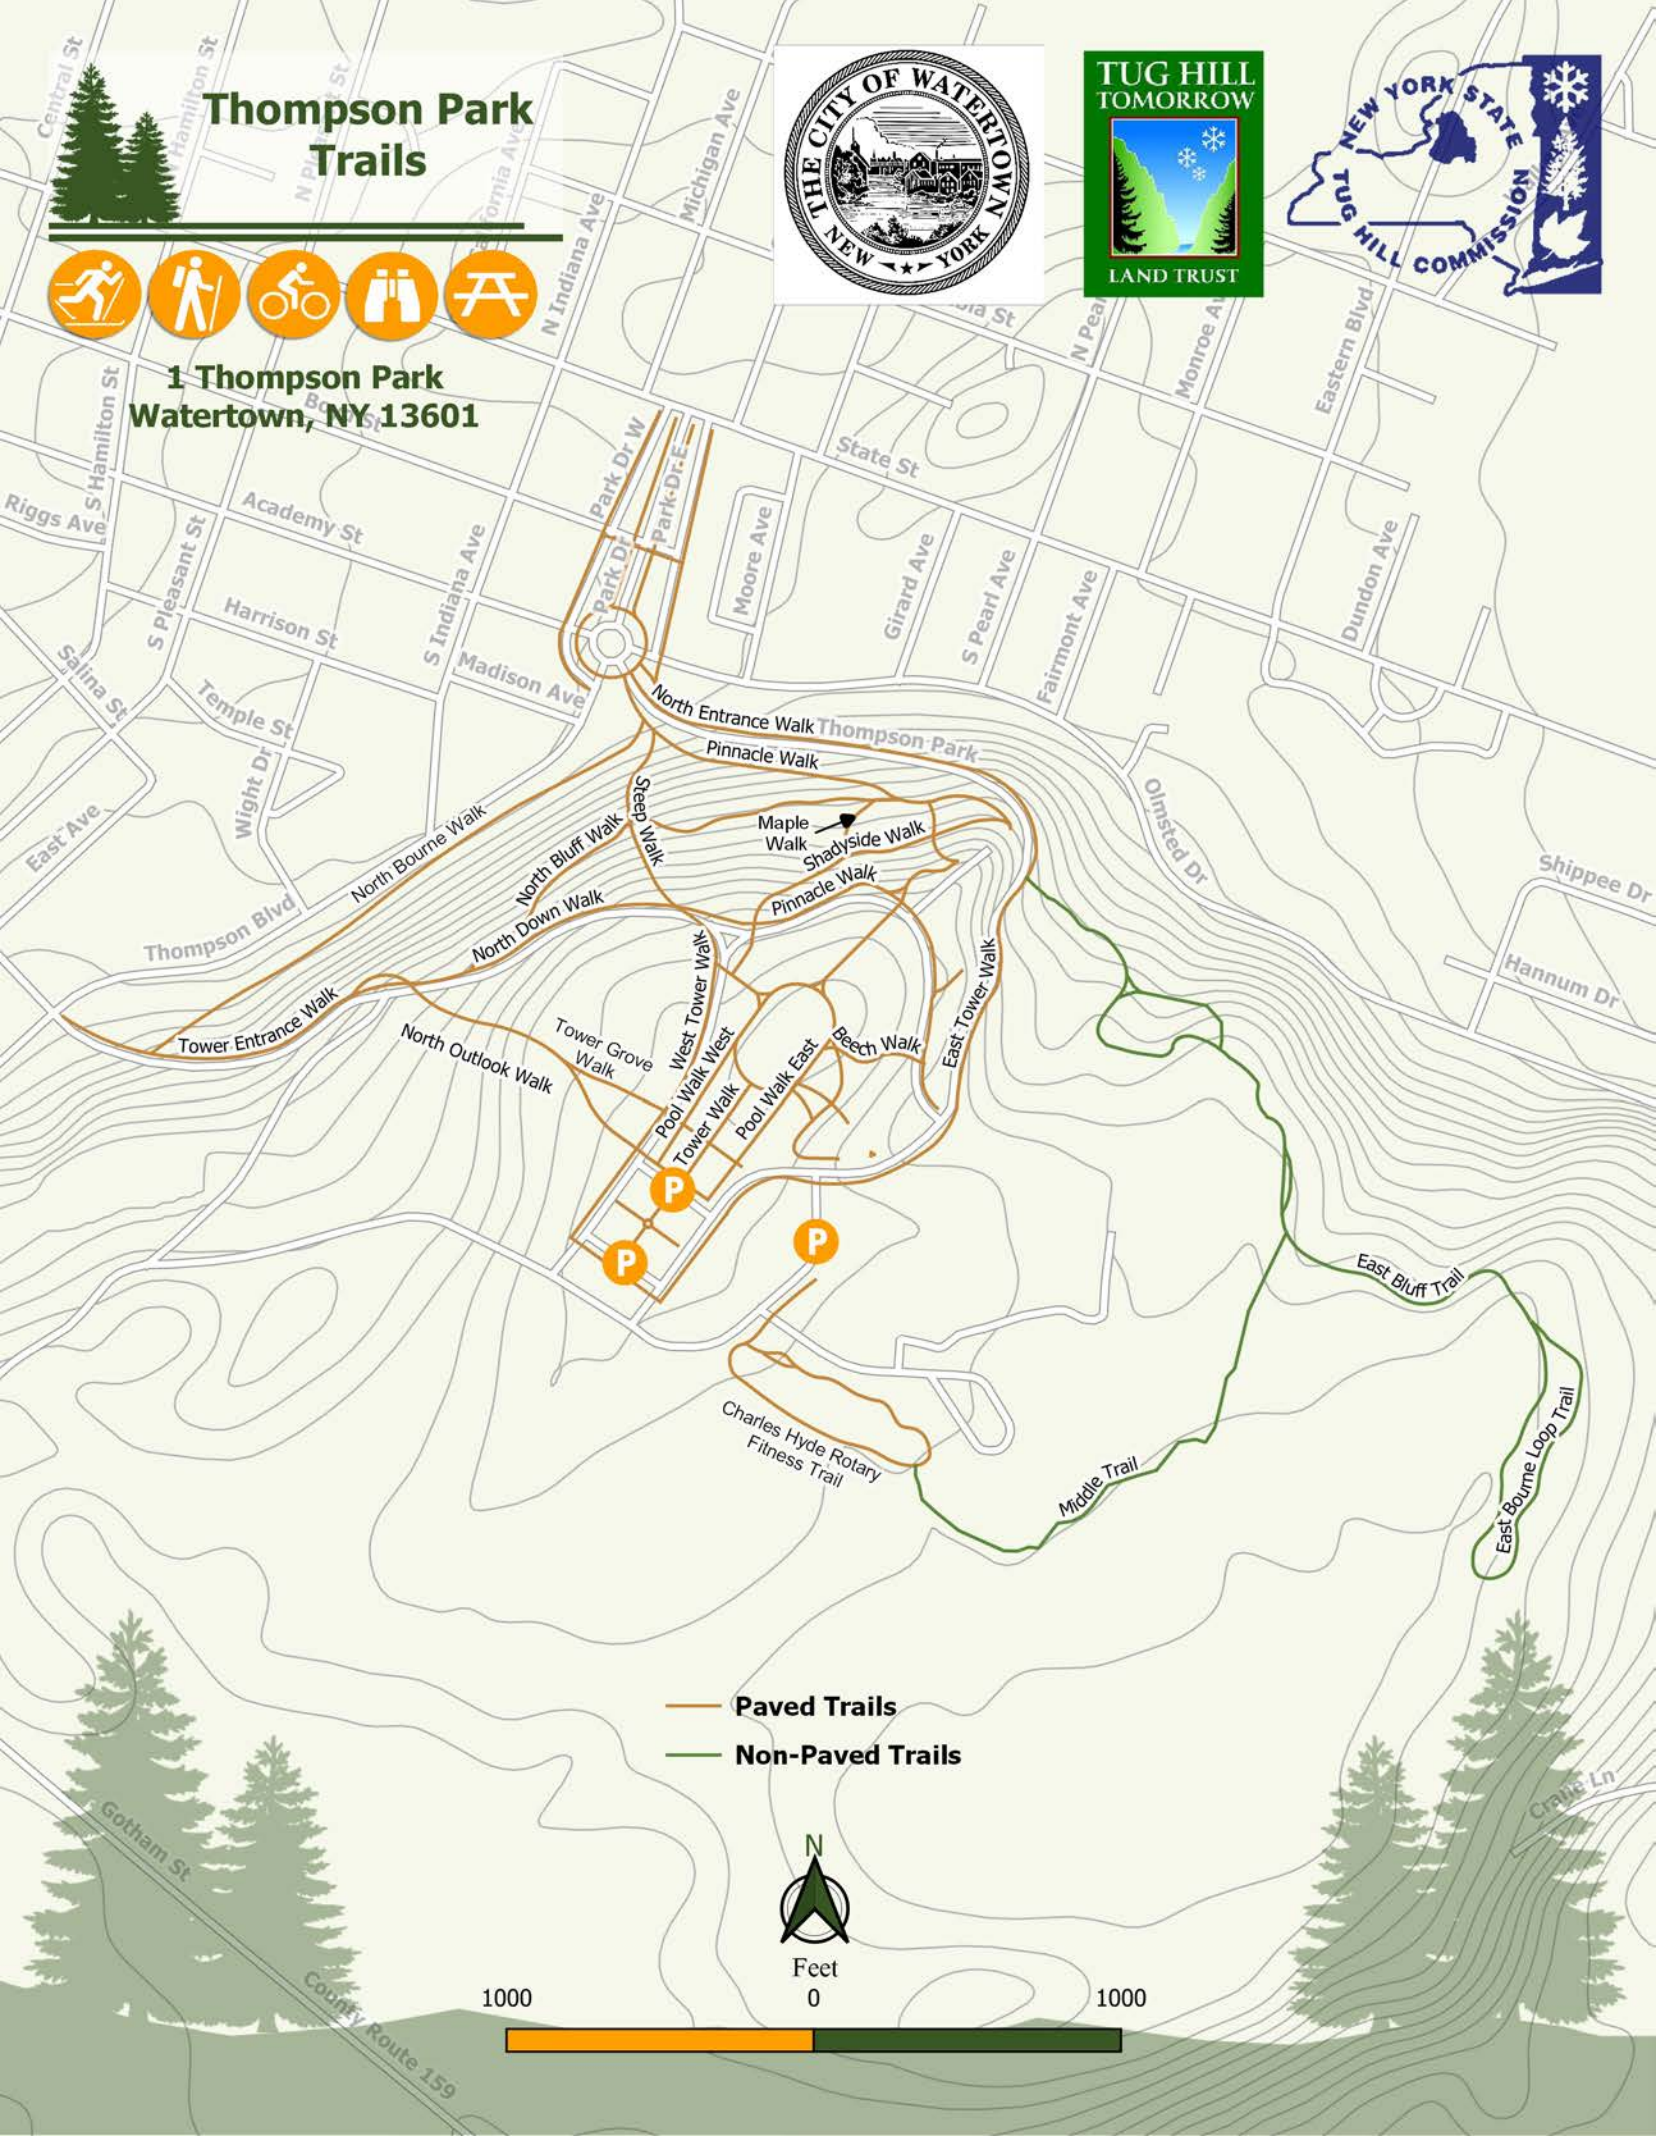 Thompson Park
Trails
1 Thompson Park
Watertown, NY 13601
THE CITY OF WATERTOWN
NEW YORK
TUG HILL
TOMORROW
LAND TRUST
NEW YORK STATE
TUG HILL COMMISSION
Central St
Hamilton St
N Indiana Ave
Michigan Ave
Eastern Blvd
S Hamilton St
Riggs Ave
Academy St
S Pleasant St
Harrison St
S Indiana Ave
Madison Ave
Salina St
Temple St
Wight Dr
East Ave
Thompson Blvd
Park Dr W
Park Dr E
Park Dr
State St
Moore Ave
Girard Ave
S Pearl Ave
Fairmont Ave
Dundon Ave
Olmsted Dr
Shippee Dr
Hannum Dr
Thompson Park
North Entrance Walk
Pinnacle Walk
Steep Walk
Maple
Walk
Shadyside Walk
Pinnacle Walk
North Bourne Walk
North Bluff Walk
North Down Walk
Tower Entrance Walk
North Outlook Walk
Tower Grove
Walk
West Tower Walk
Pool Walk West
Tower Walk
Pool Walk East
Beech Walk
East Tower Walk
P
P
P
East Bluff Trail
East Bourne Loop Trail
Middle Trail
Charles Hyde Rotary
Fitness Trail
Paved Trails
Non-Paved Trails
Gotham St
County Route 159
Crane Ln
N
Feet
1000
0
1000